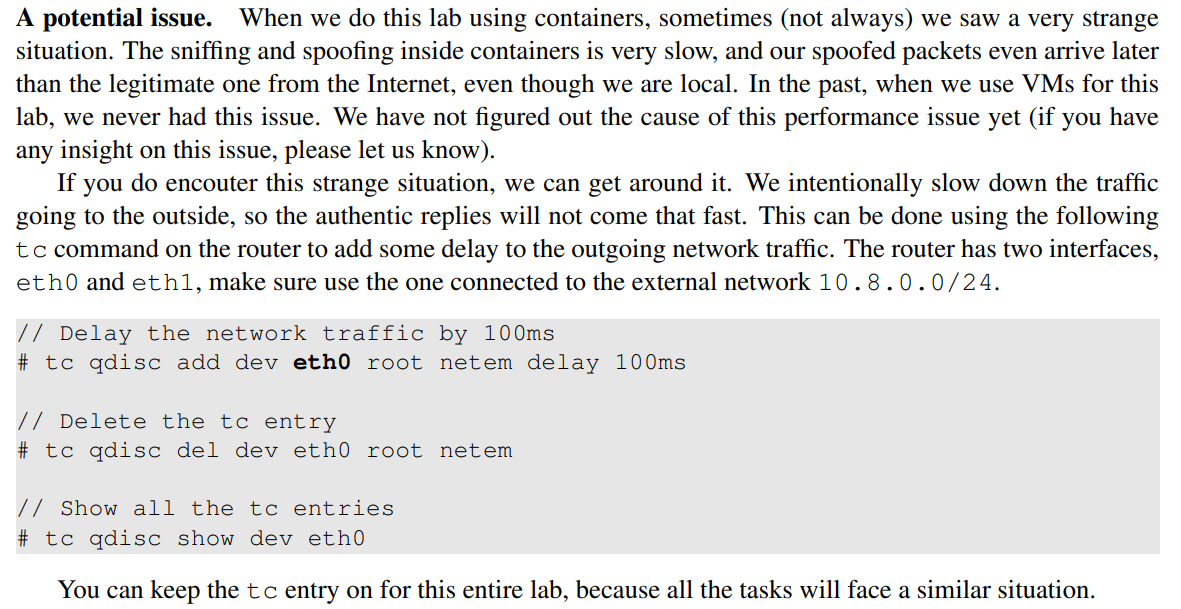 A potential issue. When we do this lab using containers, sometimes (not always) we saw a very strange
situation. The sniffing and spoofing inside containers is very slow, and our spoofed packets even arrive later
than the legitimate one from the Internet, even though we are local. In the past, when we use VMs for this
lab, we never had this issue. We have not figured out the cause of this performance issue yet (if you have
any insight on this issue, please let us know).
If you do encouter this strange situation, we can get around it. We intentionally slow down the traffic
going to the outside, so the authentic replies will not come that fast. This can be done using the following
tc command on the router to add some delay to the outgoing network traffic. The router has two interfaces,
eth0 and eth1, make sure use the one connected to the external network 10.8.0.0/24.
// Delay the network traffic by 100ms
# tc qdisc add dev eth0 root netem delay 100ms
// Delete the tc entry
# tc qdisc del dev eth0 root netem
// Show all the tc entries
# tc qdisc show dev eth0
You can keep the tc entry on for this entire lab, because all the tasks will face a similar situation.